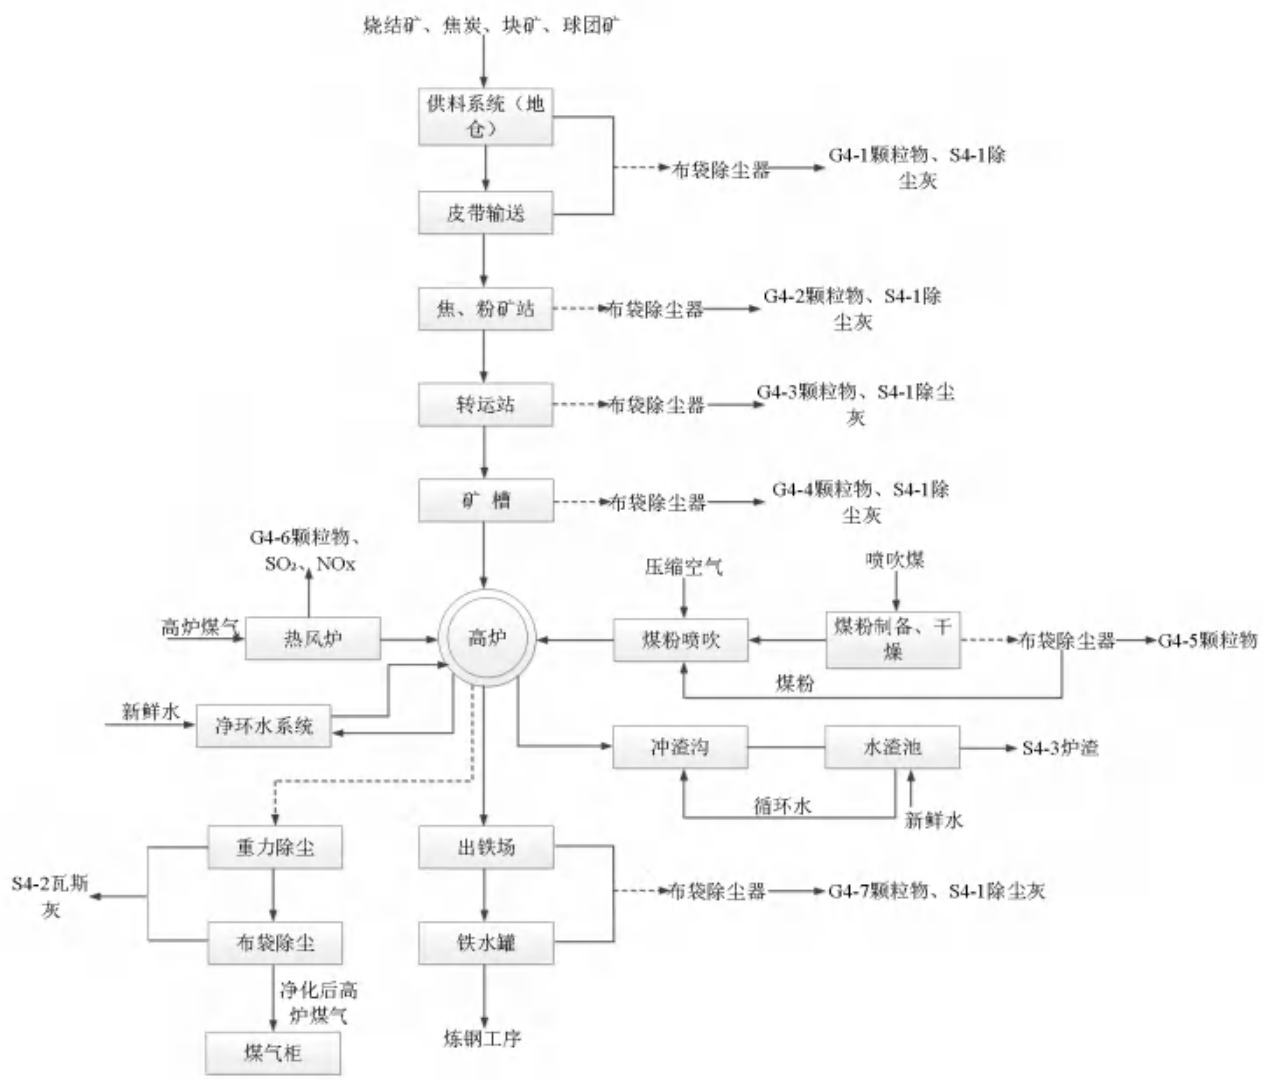 烧结矿、焦炭、块矿、球团矿
供料系统（地
仓）
布袋除尘器
G4-1颗粒物、S4-1除
尘灰
皮带输送
焦、粉矿站
布袋除尘器
G4-2颗粒物、S4-1除
尘灰
转运站
布袋除尘器
G4-3颗粒物、S4-1除尘
灰
矿 槽
布袋除尘器
G4-4颗粒物、S4-1除
尘灰
G4-6颗粒物、
SO₂、NOx
压缩空气
喷吹煤
高炉煤气
热风炉
高炉
煤粉喷吹
煤粉制备、干
燥
布袋除尘器
G4-5颗粒物
煤粉
新鲜水
净环水系统
冲渣沟
水渣池
S4-3炉渣
循环水
新鲜水
重力除尘
出铁场
S4-2瓦斯
灰
布袋除尘器
G4-7颗粒物、S4-1除尘灰
布袋除尘
铁水罐
净化后高
炉煤气
煤气柜
炼钢工序